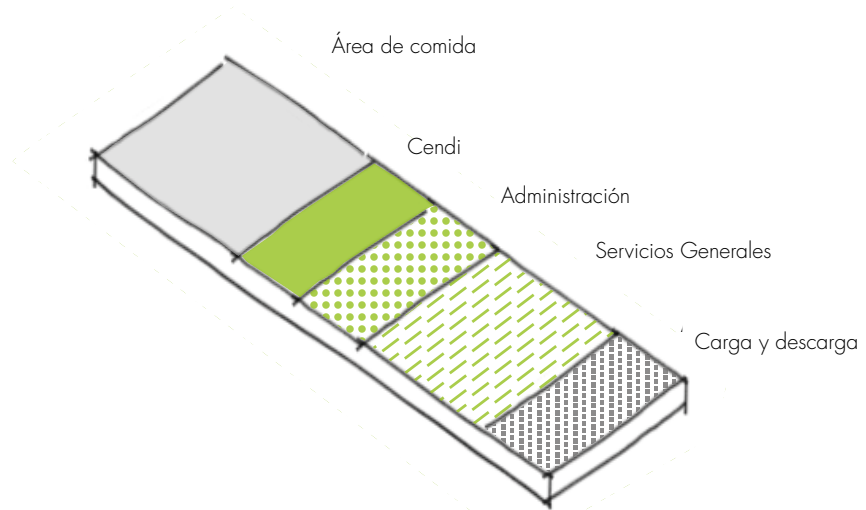 Área de comida
Cendi
Administración
Servicios Generales
Carga y descarga